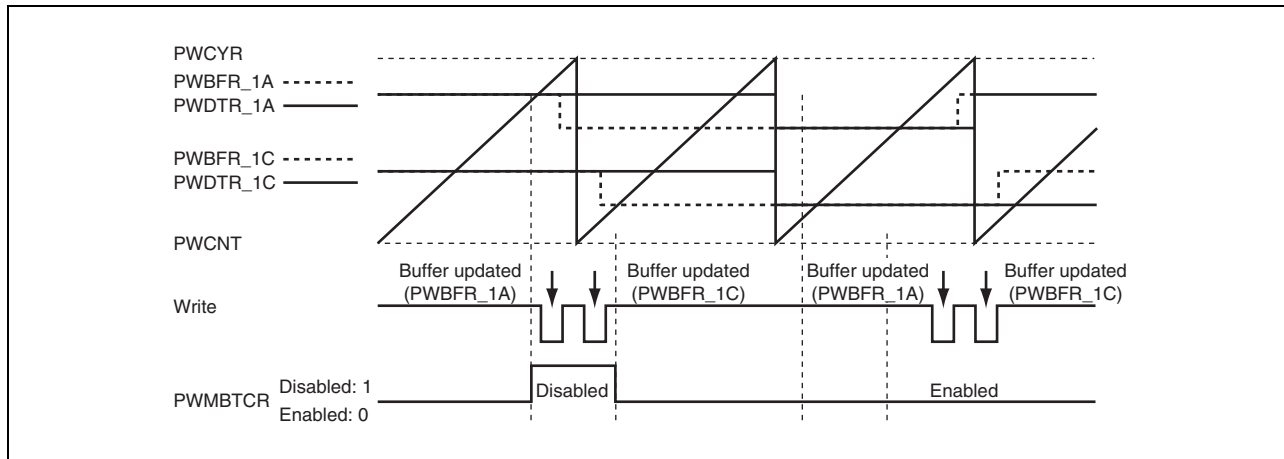 PWCYR
PWBFR_1A
PWDTR_1A
PWBFR_1C
PWDTR_1C
PWCNT
Buffer updated
(PWBFR_1A)
Buffer updated
(PWBFR_1C)
Buffer updated
(PWBFR_1A)
Buffer updated
(PWBFR_1C)
Write
PWMBTCR
Disabled: 1
Enabled: 0
Disabled
Enabled